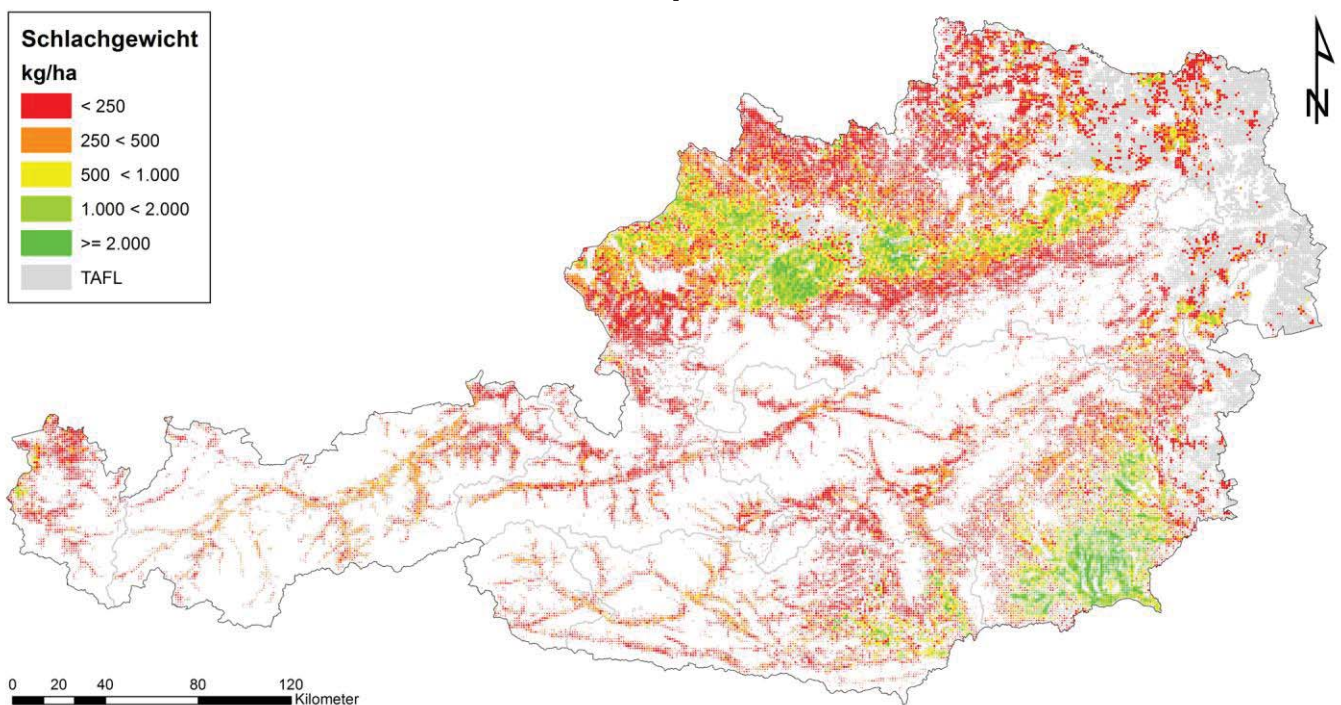 Schlachgewicht
kg/ha
< 250
250 < 500
500 < 1.000
1.000 < 2.000
>= 2.000
TAFL
N
0 20 40 80 120
Kilometer